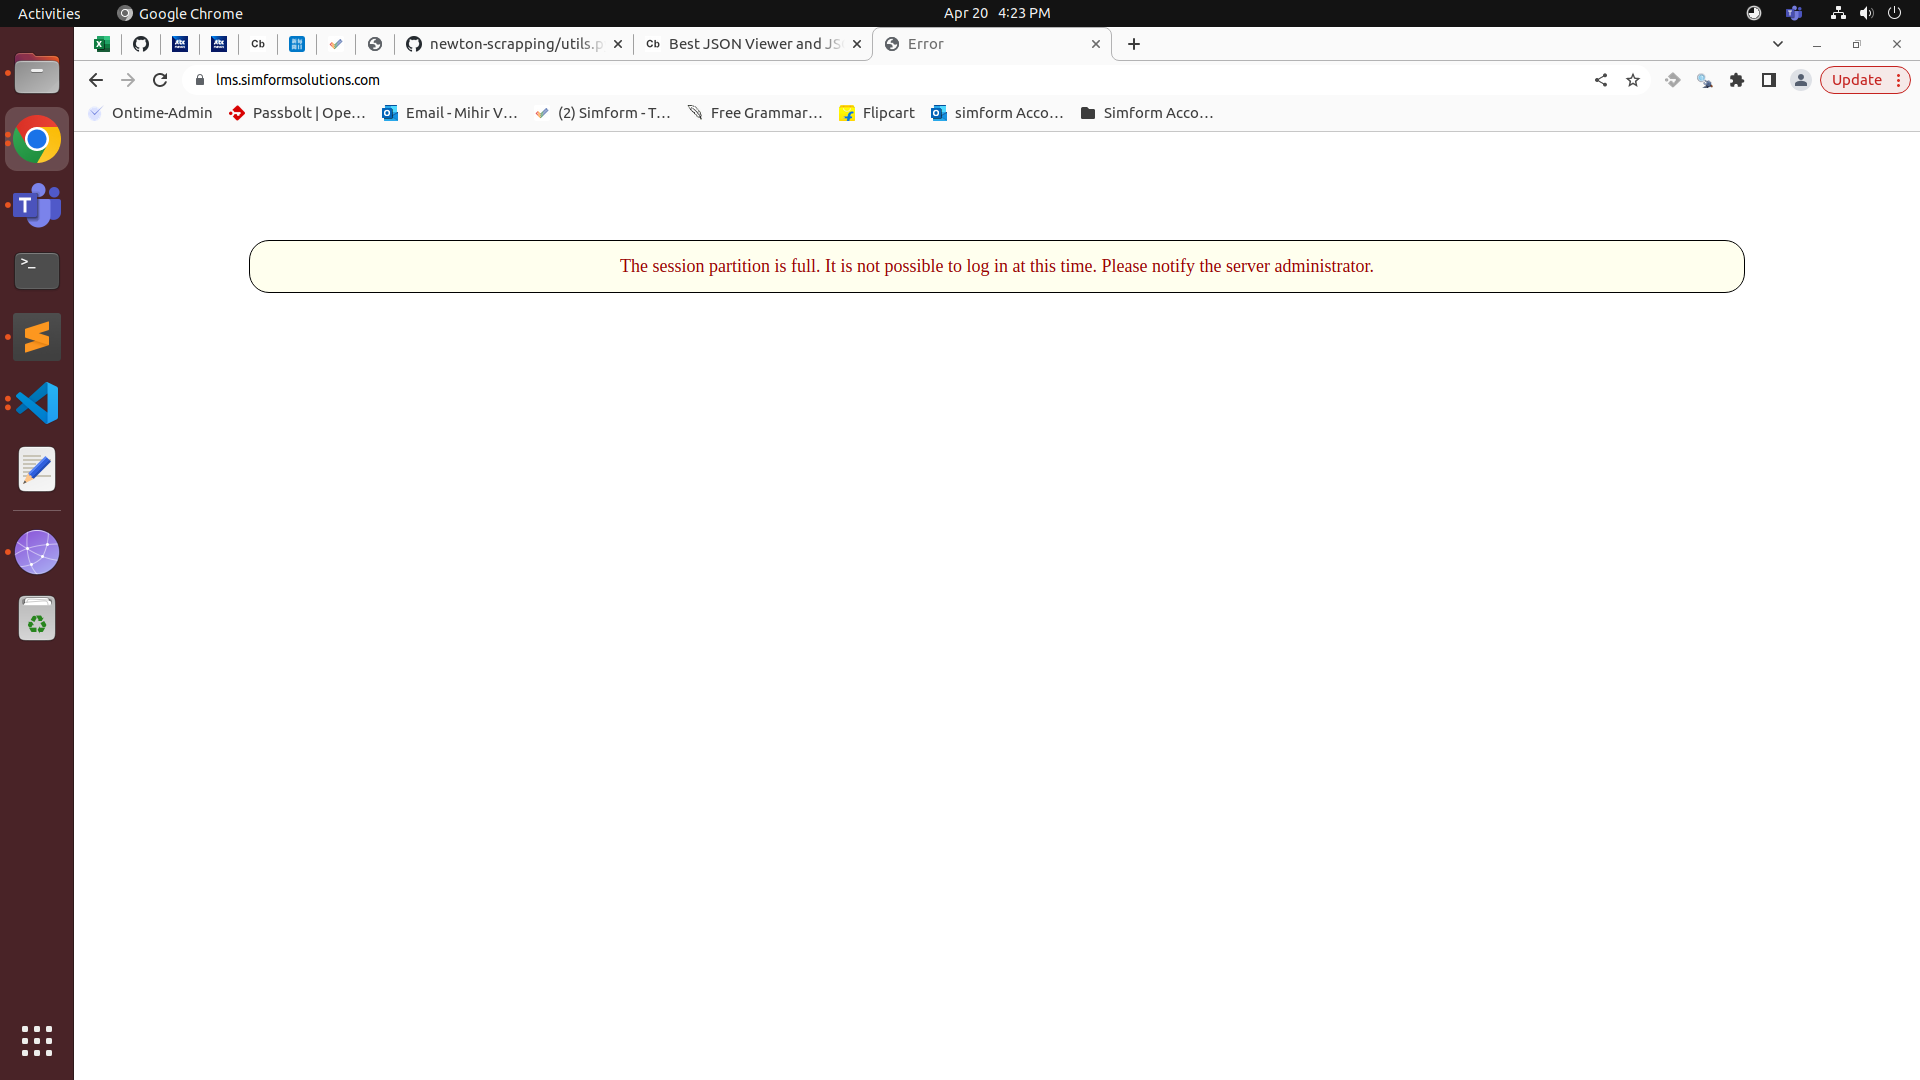 Activities Google Chrome Apr 20 4:23 PM
Cb newton-scrapping/utils.p Cb Best JSON Viewer and JS Error
lms.simformsolutions.com Update
Ontime-Admin Passbolt | Ope... Email - Mihir V... (2) Simform - T... Free Grammar... Flipcart simform Acco... Simform Acco...
The session partition is full. It is not possible to log in at this time. Please notify the server administrator.